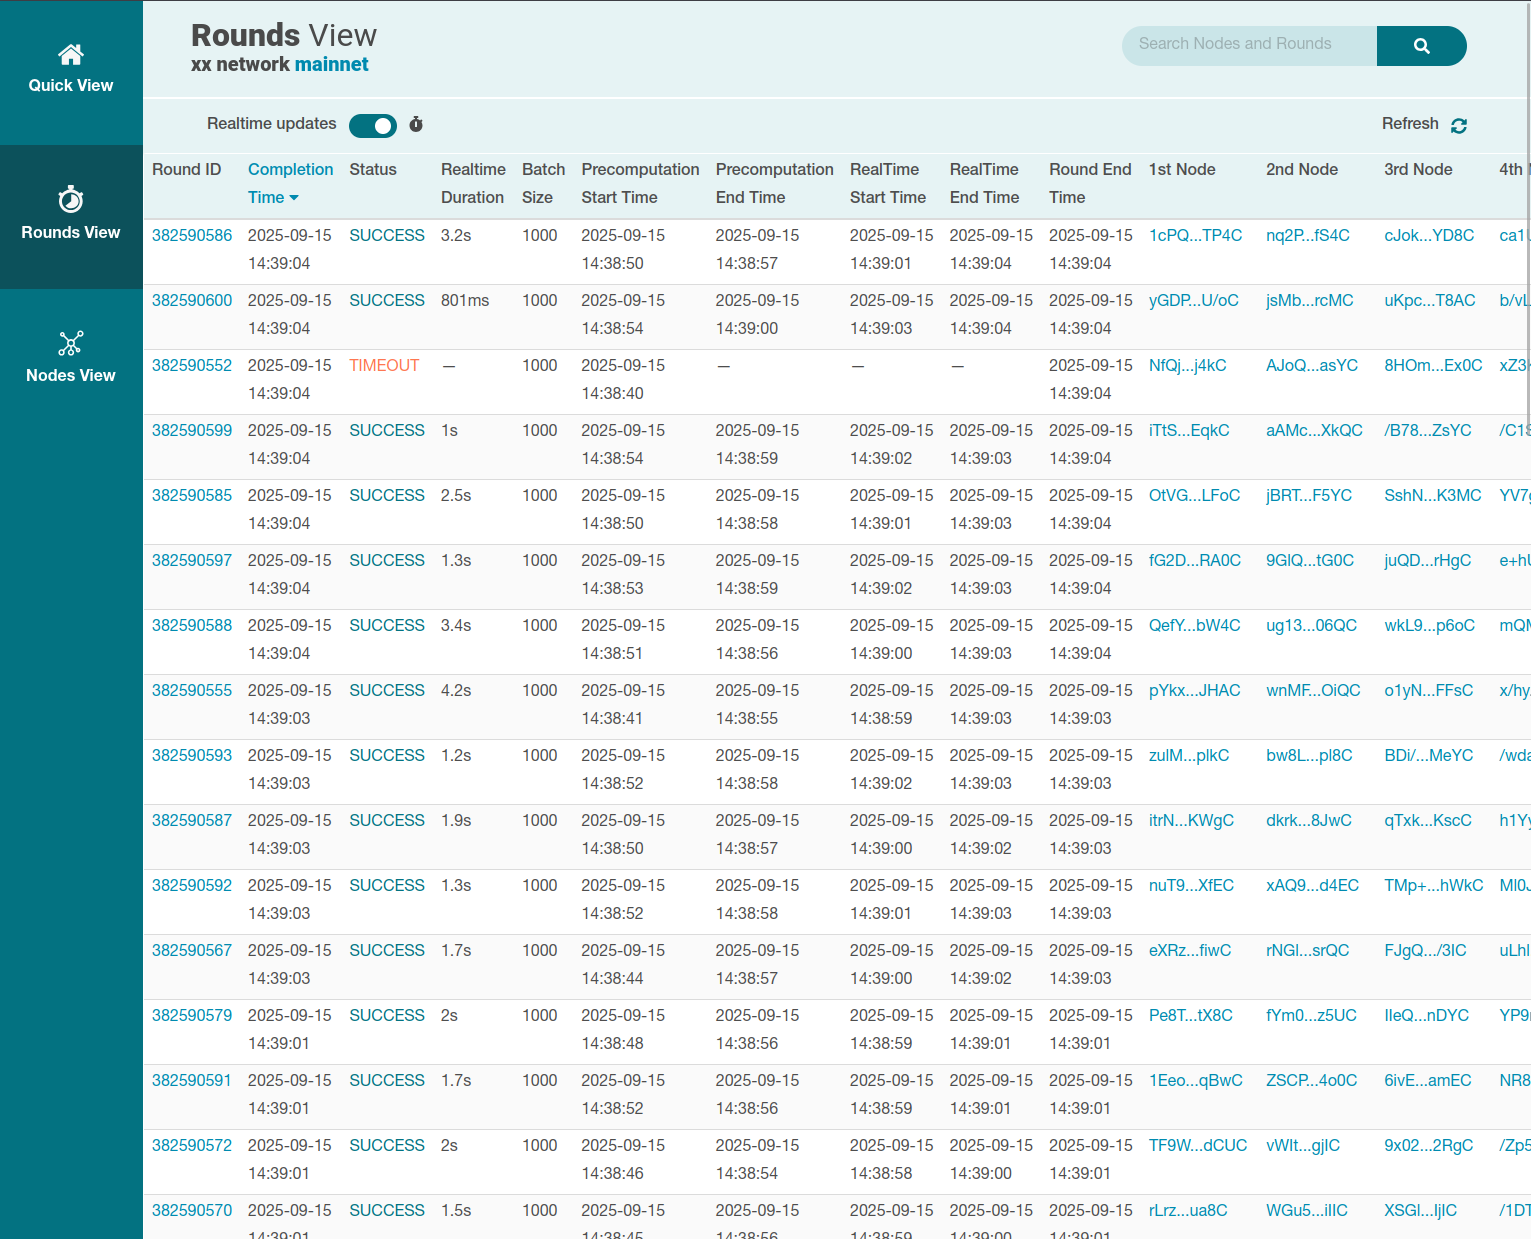 Quick View
Rounds View
Nodes View
Rounds View
xx network mainnet
Search Nodes and Rounds
Realtime updates
Refresh
Round ID Completion Status Realtime Batch Precomputation Precomputation RealTime RealTime Round End 1st Node 2nd Node 3rd Node 4th
Time Duration Size Start Time End Time Start Time End Time Time
382590586 2025-09-15 SUCCESS 3.2s 1000 2025-09-15 2025-09-15 2025-09-15 2025-09-15 2025-09-15 1cPQ...TP4C nq2P...fS4C cJok...YD8C ca1
14:39:04 14:38:50 14:38:57 14:39:01 14:39:04 14:39:04
382590600 2025-09-15 SUCCESS 801ms 1000 2025-09-15 2025-09-15 2025-09-15 2025-09-15 2025-09-15 yGDP...U/oC jsMb...rcMC uKpc...T8AC b/v
14:39:04 14:38:54 14:39:00 14:39:03 14:39:04 14:39:04
382590552 2025-09-15 TIMEOUT — 1000 2025-09-15 — — — 2025-09-15 NfQj...j4kC AJoQ...asYC 8HOm...Ex0C xZ3
14:39:04 14:38:40 14:39:04
382590599 2025-09-15 SUCCESS 1s 1000 2025-09-15 2025-09-15 2025-09-15 2025-09-15 2025-09-15 iTtS...EqkC aAMc...XkQC /B78...ZsYC /C1
14:39:04 14:38:54 14:38:59 14:39:02 14:39:03 14:39:04
382590585 2025-09-15 SUCCESS 2.5s 1000 2025-09-15 2025-09-15 2025-09-15 2025-09-15 2025-09-15 OtVG...LFoC jBRT...F5YC SshN...K3MC YV7
14:39:04 14:38:50 14:38:58 14:39:01 14:39:03 14:39:04
382590597 2025-09-15 SUCCESS 1.3s 1000 2025-09-15 2025-09-15 2025-09-15 2025-09-15 2025-09-15 fG2D...RA0C 9GlQ...tG0C juQD...rHgC e+h
14:39:04 14:38:53 14:38:59 14:39:02 14:39:03 14:39:04
382590588 2025-09-15 SUCCESS 3.4s 1000 2025-09-15 2025-09-15 2025-09-15 2025-09-15 2025-09-15 QefY...bW4C ug13...06QC wkL9...p6oC mQ
14:39:04 14:38:51 14:38:56 14:39:00 14:39:03 14:39:04
382590555 2025-09-15 SUCCESS 4.2s 1000 2025-09-15 2025-09-15 2025-09-15 2025-09-15 2025-09-15 pYkx...JHAC wnMF...OiQC o1yN...FFsC x/hy
14:39:03 14:38:41 14:38:55 14:38:59 14:39:03 14:39:03
382590593 2025-09-15 SUCCESS 1.2s 1000 2025-09-15 2025-09-15 2025-09-15 2025-09-15 2025-09-15 zulM...plkC bw8L...pl8C BDi/...MeYC /wd
14:39:03 14:38:52 14:38:58 14:39:02 14:39:03 14:39:03
382590587 2025-09-15 SUCCESS 1.9s 1000 2025-09-15 2025-09-15 2025-09-15 2025-09-15 2025-09-15 itrN...KWgC dkrk...8JwC qTxk...KscC h1Y
14:39:03 14:38:50 14:38:57 14:39:00 14:39:02 14:39:03
382590592 2025-09-15 SUCCESS 1.3s 1000 2025-09-15 2025-09-15 2025-09-15 2025-09-15 2025-09-15 nuT9...XfEC xAQ9...d4EC TMp+...hWkC Ml0
14:39:03 14:38:52 14:38:58 14:39:01 14:39:03 14:39:03
382590567 2025-09-15 SUCCESS 1.7s 1000 2025-09-15 2025-09-15 2025-09-15 2025-09-15 2025-09-15 eXRz...fiwC rNGl...srQC FJgQ.../3IC uLh
14:39:03 14:38:44 14:38:57 14:39:00 14:39:02 14:39:03
382590579 2025-09-15 SUCCESS 2s 1000 2025-09-15 2025-09-15 2025-09-15 2025-09-15 2025-09-15 Pe8T...tX8C fYm0...z5UC IleQ...nDYC YP9
14:39:01 14:38:48 14:38:56 14:38:59 14:39:01 14:39:01
382590591 2025-09-15 SUCCESS 1.7s 1000 2025-09-15 2025-09-15 2025-09-15 2025-09-15 2025-09-15 1Eeo...qBwC ZSCP...4o0C 6ivE...amEC NR8
14:39:01 14:38:52 14:38:56 14:38:59 14:39:01 14:39:01
382590572 2025-09-15 SUCCESS 2s 1000 2025-09-15 2025-09-15 2025-09-15 2025-09-15 2025-09-15 TF9W...dCUC vWIt...gjIC 9x02...2RgC /Zp5
14:39:01 14:38:46 14:38:54 14:38:58 14:39:00 14:39:01
382590570 2025-09-15 SUCCESS 1.5s 1000 2025-09-15 2025-09-15 2025-09-15 2025-09-15 2025-09-15 rLrz...ua8C WGu5...iIIC XSGl...IjIC /1D
14:39:01 14:38:45 14:38:56 14:38:59 14:39:00 14:39:01